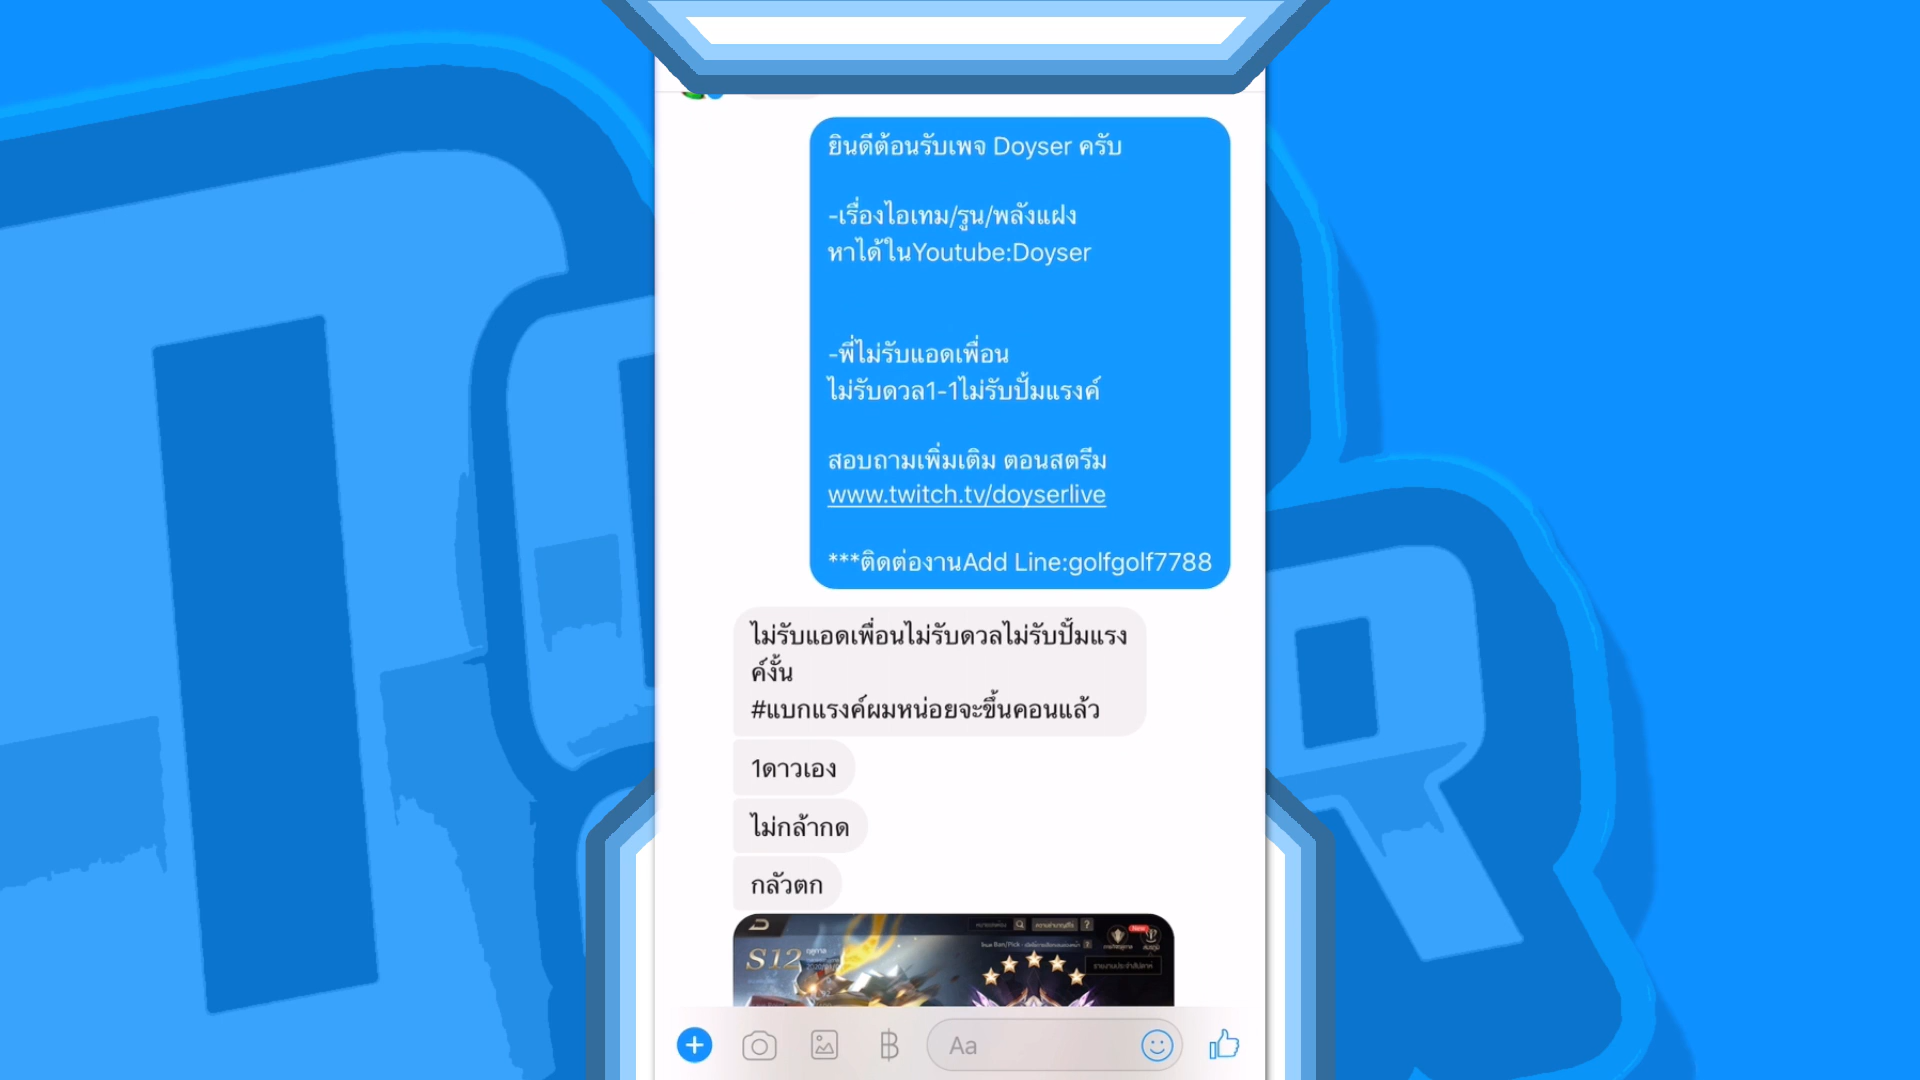 ยินดีต้อนรับเพจ Doyser ครับ
-เรื่องไอเทม/รูน/พลังแฝง
หาได้ในYoutube:Doyser
-พี่ไม่รับแอดเพื่อน
ไม่รับดวล1-1ไม่รับปั้มแรงค์
สอบถามเพิ่มเติม ตอนสตรีม
www.twitch.tv/doyserlive
***ติดต่องานAdd Line:golfgolf7788
ไม่รับแอดเพื่อนไม่รับดวลไม่รับปั้มแรง
ค์งั้น
#แบกแรงค์ผมหน่อยจะขึ้นคอนแล้ว
1ดาวเอง
ไม่กล้ากด
กลัวตก
S12
Aa